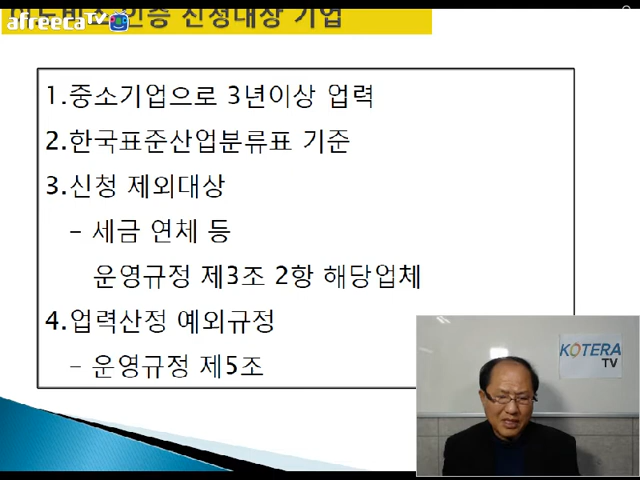 afreecaTV
인증 신청대상 기업
1.중소기업으로 3년이상 업력
2.한국표준산업분류표 기준
3.신청 제외대상
- 세금 연체 등
운영규정 제3조 2항 해당업체
4.업력산정 예외규정
- 운영규정 제5조
KOTERA
TV